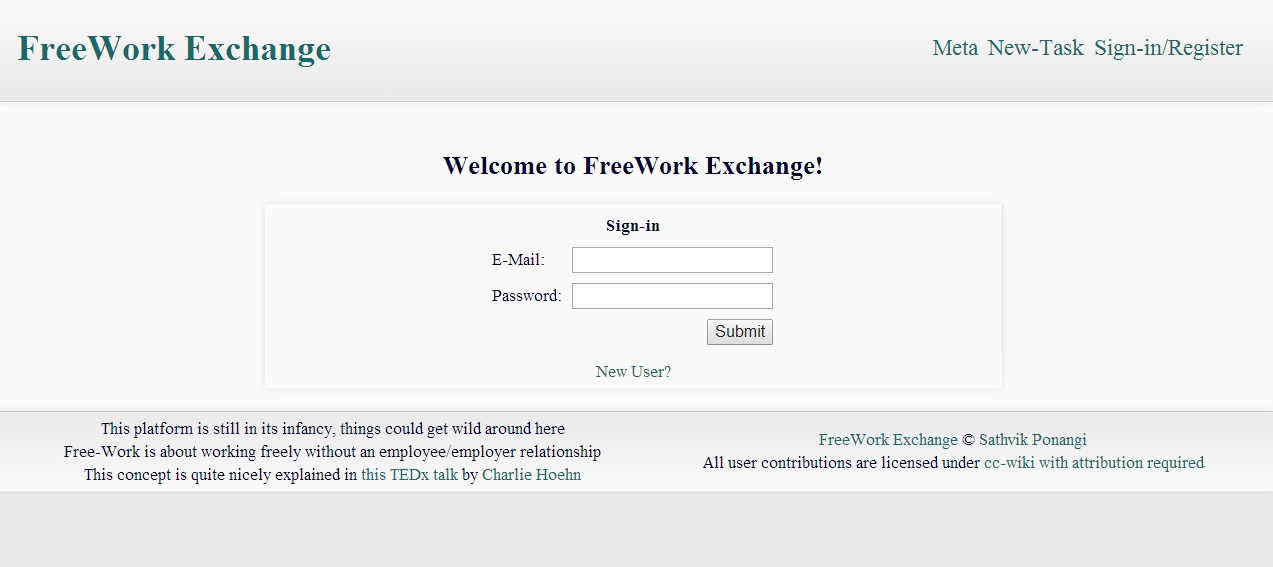 FreeWork Exchange
Meta New-Task Sign-in/Register
Welcome to FreeWork Exchange!
Sign-in
E-Mail:
Password:
Submit
New User?
This platform is still in its infancy, things could get wild around here
Free-Work is about working freely without an employee/employer relationship
This concept is quite nicely explained in this TEDx talk by Charlie Hoehn
FreeWork Exchange © Sathvik Ponangi
All user contributions are licensed under cc-wiki with attribution required